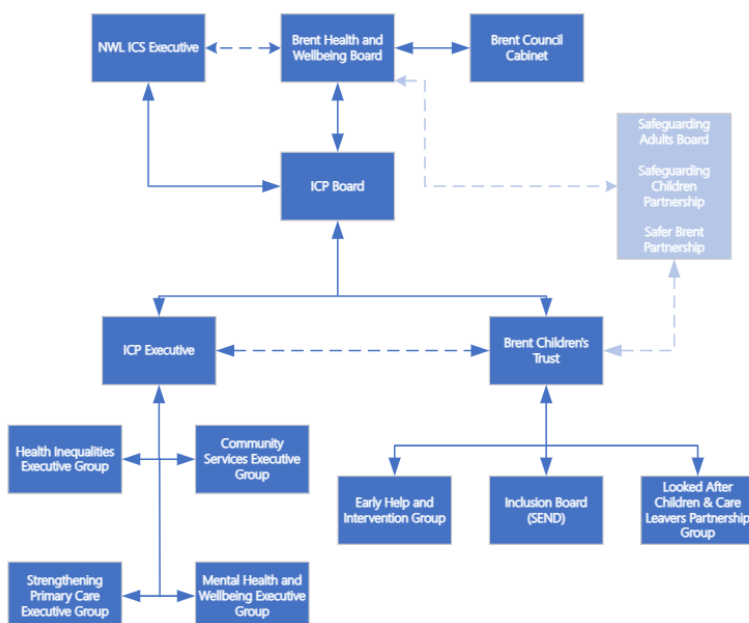 NWL ICS Executive
Brent Health and
Wellbeing Board
Brent Council
Cabinet
Safeguarding
Adults Board
Safeguarding
Children
Partnership
Safer Brent
Partnership
ICP Board
ICP Executive
Brent Children's
Trust
Health Inequalities
Executive Group
Community
Services Executive
Group
Early Help and
Intervention Group
Inclusion Board
(SEND)
Looked After
Children & Care
Leavers Partnership
Group
Strengthening
Primary Care
Executive Group
Mental Health and
Wellbeing Executive
Group